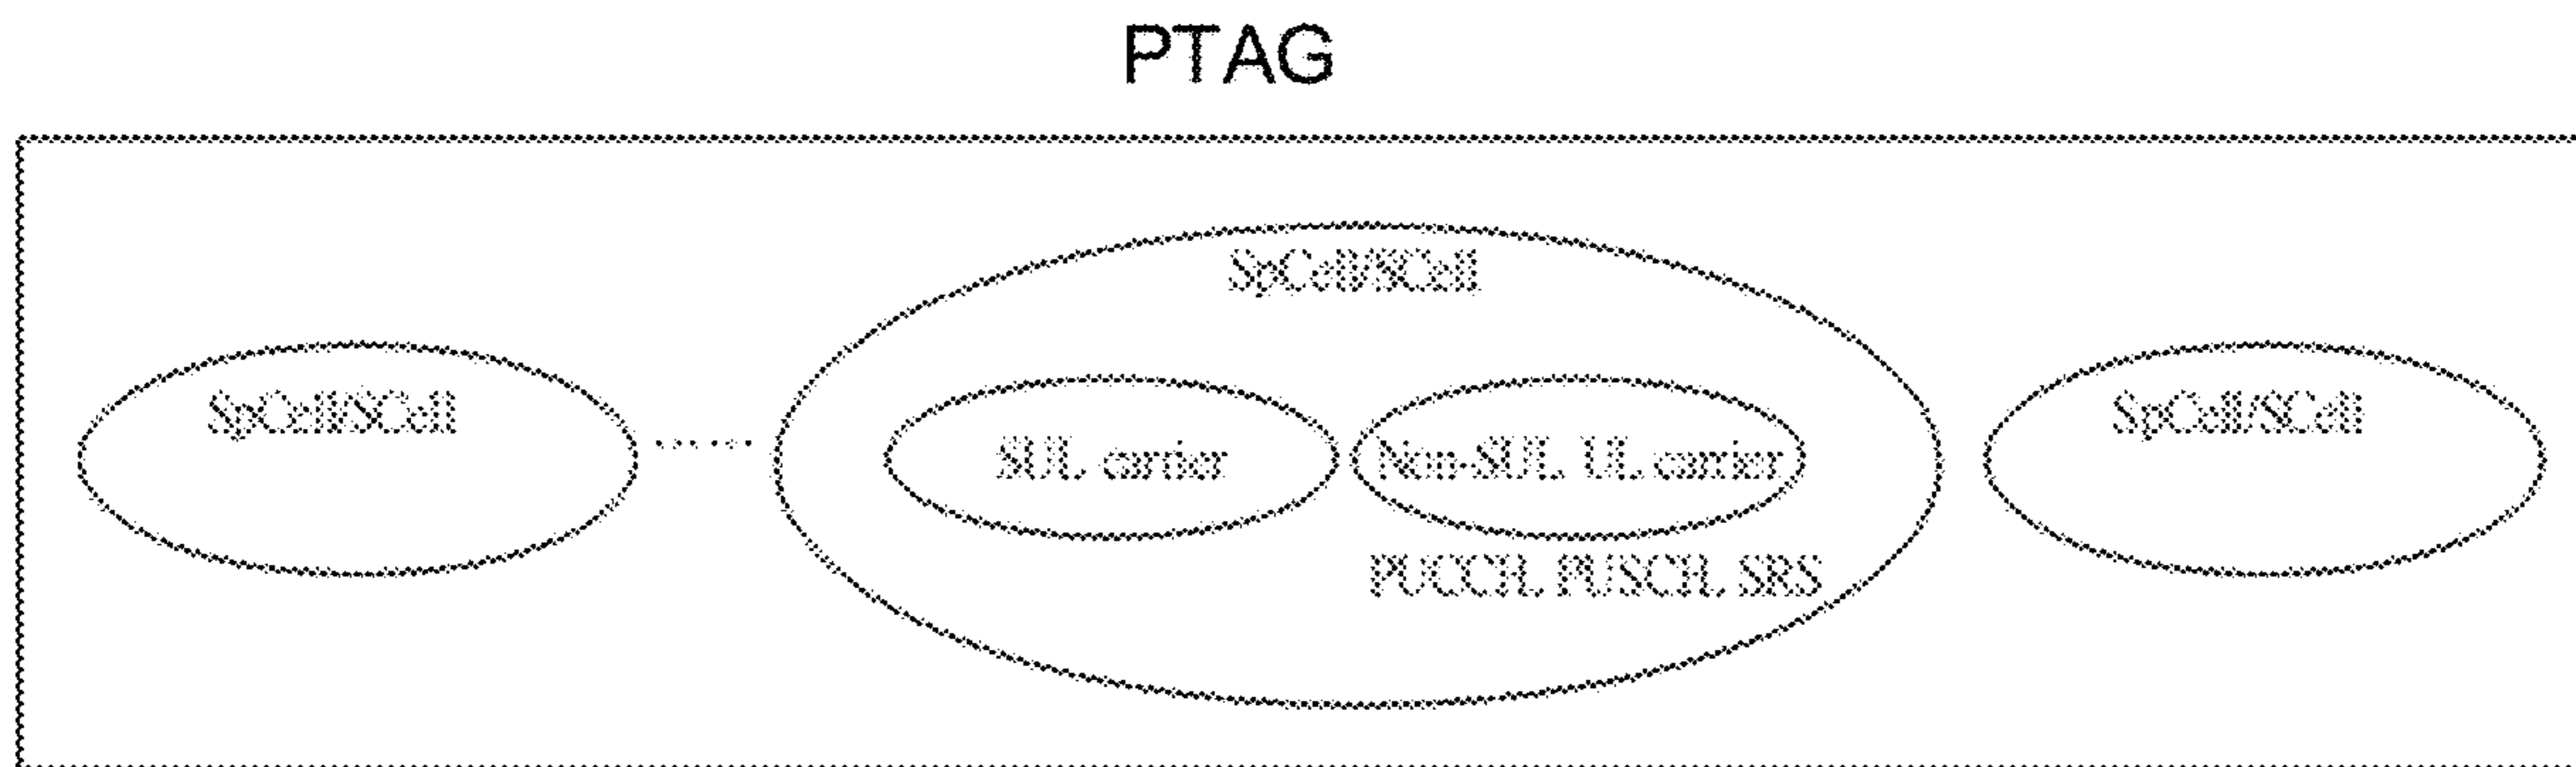 PTAG
SpCell/SCell
SpCell/SCell
SpCell/SCell
SUL carrier
Non-SUL UL carrier
PUCCH, PUSCH, SRS